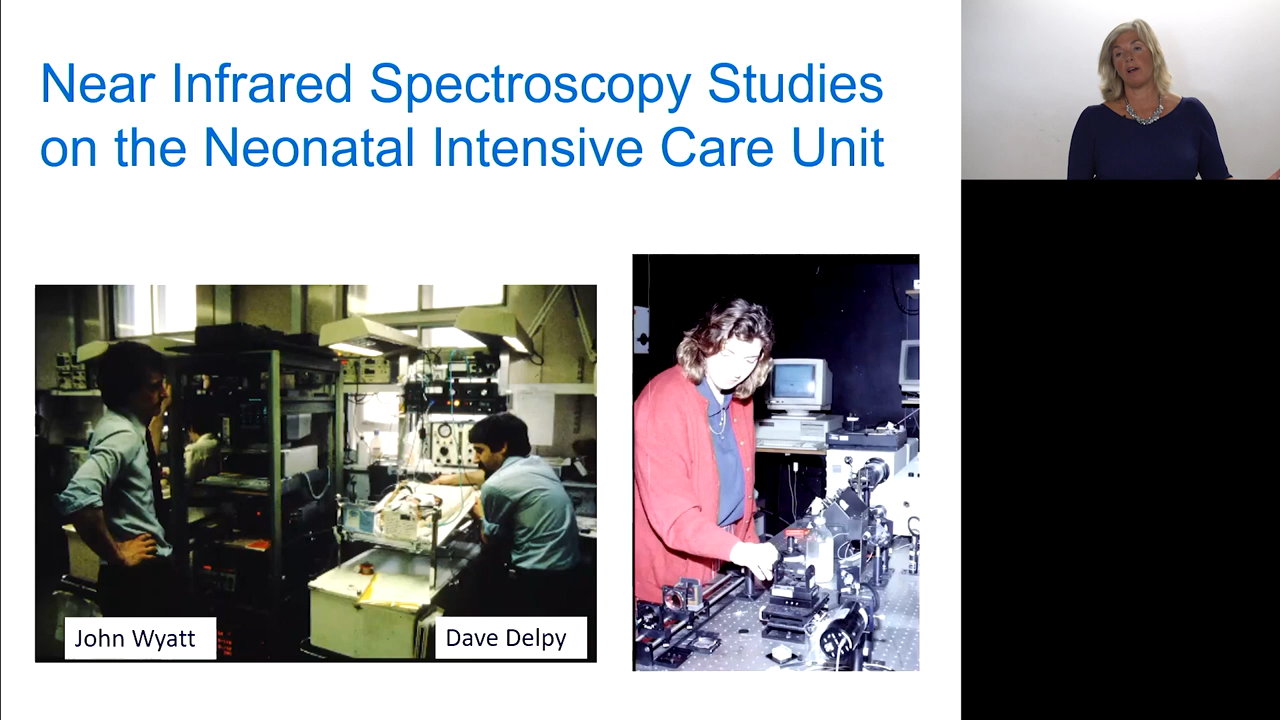 Near Infrared Spectroscopy Studies
on the Neonatal Intensive Care Unit
John Wyatt
Dave Delpy